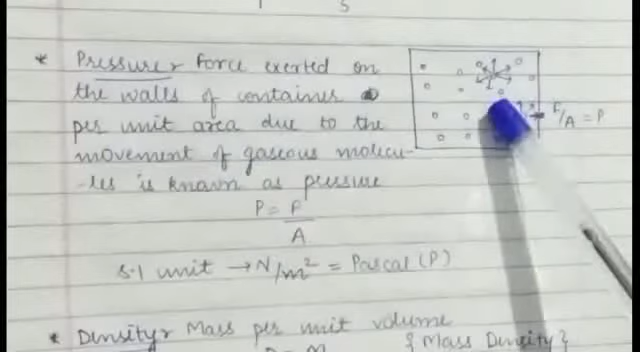 * Pressure → Force exerted on
the walls of container
per unit area due to the
movement of gaseous molecu-
-les is known as pressure
F/A = P
P = F
A
S.I unit → N/m² = Pascal (P)
* Density → Mass per unit volume
{ Mass Density }